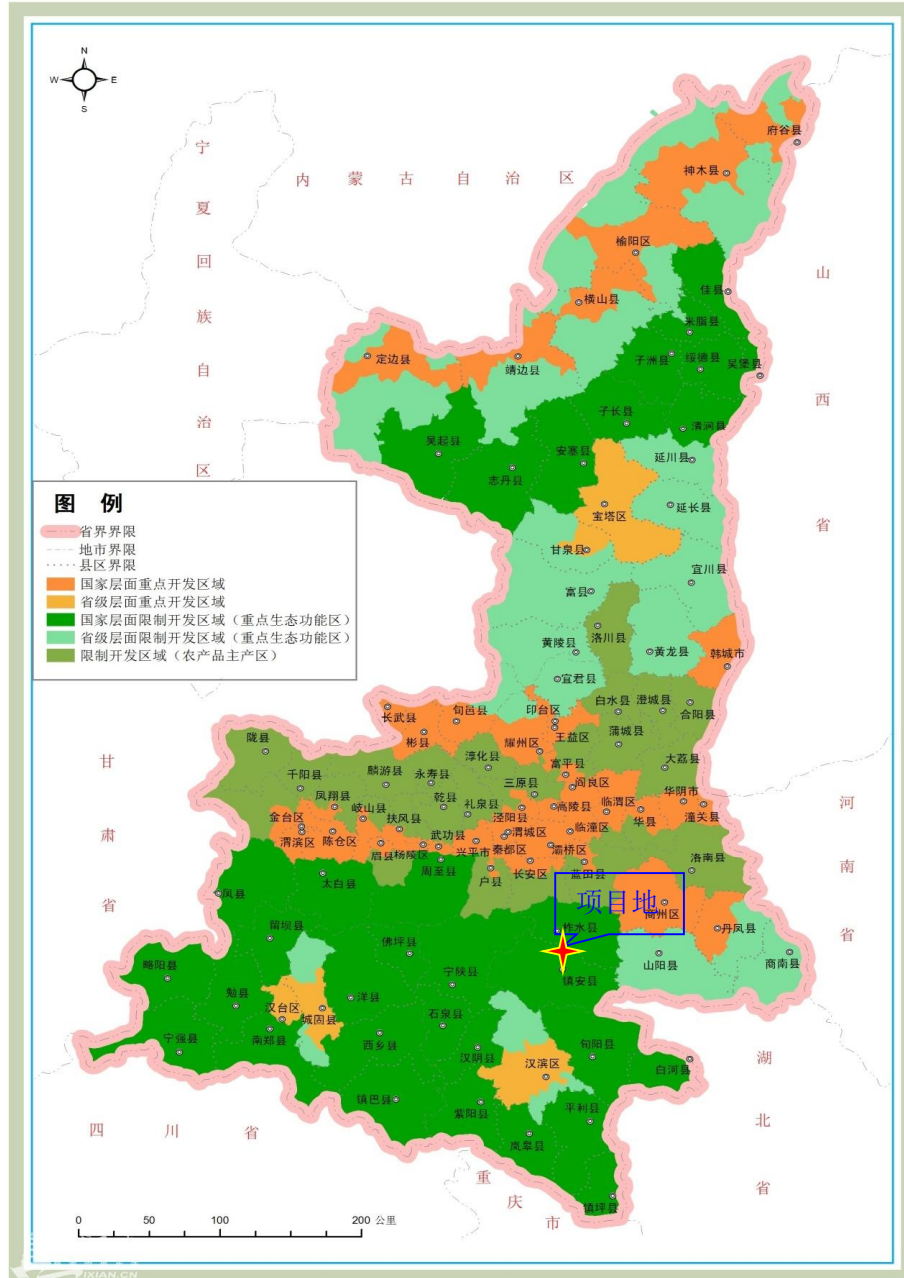 N
W
E
S
宁夏回族自治区
内蒙古自治区
山西省
府谷县
神木县
榆阳区
横山县
佳县
米脂县
定边县
靖边县
子洲县
绥德县
吴堡县
子长县
清涧县
吴起县
安塞县
志丹县
延川县
宝塔区
延长县
甘泉县
宜川县
富县
洛川县
黄陵县
黄龙县
韩城市
宜君县
图 例
省界界限
地市界限
县区界限
国家层面重点开发区域
省级层面重点开发区域
国家层面限制开发区域（重点生态功能区）
省级层面限制开发区域（重点生态功能区）
限制开发区域（农产品主产区）
长武县
旬邑县
印台区
白水县
澄城县
合阳县
彬县
耀州区
王益区
蒲城县
陇县
淳化县
富平县
大荔县
千阳县
麟游县
永寿县
三原县
阎良区
凤翔县
岐山县
乾县
礼泉县
泾阳县
高陵县
临渭区
华阴市
金台区
扶风县
武功县
渭城区
临潼区
华县
潼关县
渭滨区
陈仓区
眉县
杨陵区
兴平市
秦都区
灞桥区
周至县
户县
长安区
蓝田县
洛南县
太白县
甘肃省
河南省
凤县
项目地
商州区
留坝县
柞水县
丹凤县
佛坪县
略阳县
宁陕县
镇安县
山阳县
商南县
勉县
汉台区
城固县
洋县
石泉县
宁强县
南郑县
西乡县
汉阴县
汉滨区
旬阳县
白河县
镇巴县
紫阳县
平利县
岚皋县
镇坪县
湖北省
四川省
重庆市
0 50 100 200 公里
IXIAN.CN